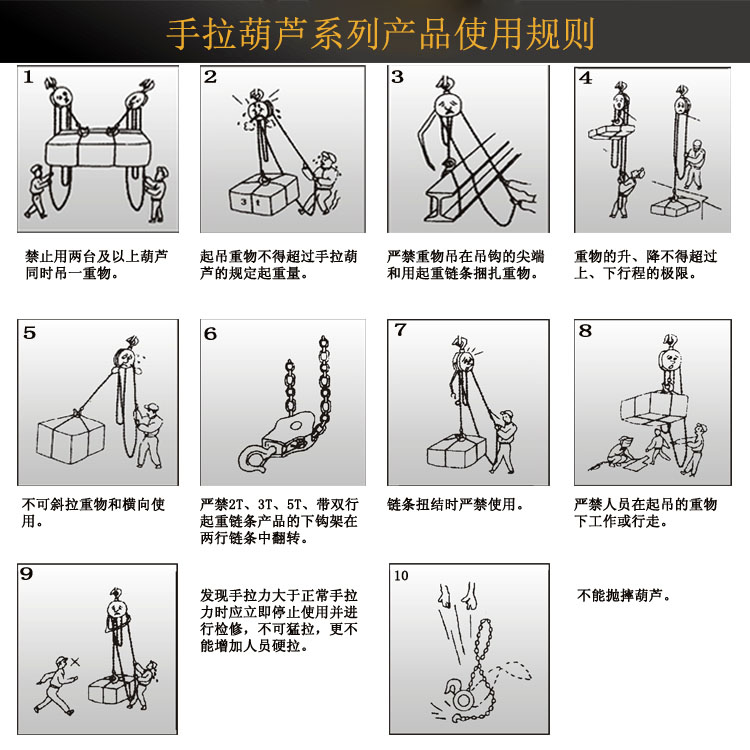 手拉葫芦系列产品使用规则
1
禁止用两台及以上葫芦
同时吊一重物。
2
3 1
起吊重物不得超过手拉葫
芦的规定起重量。
3
严禁重物吊在吊钩的尖端
和用起重链条捆扎重物。
4
重物的升、降不得超过
上、下行程的极限。
5
不可斜拉重物和横向使
用。
6
严禁2T、3T、5T、带双行
起重链条产品的下钩架在
两行链条中翻转。
7
链条扭结时严禁使用。
8
严禁人员在起吊的重物
下工作或行走。
9
发现手拉力大于正常手拉
力时应立即停止使用并进
行检修，不可猛拉，更不
能增加人员硬拉。
10
不能抛摔葫芦。